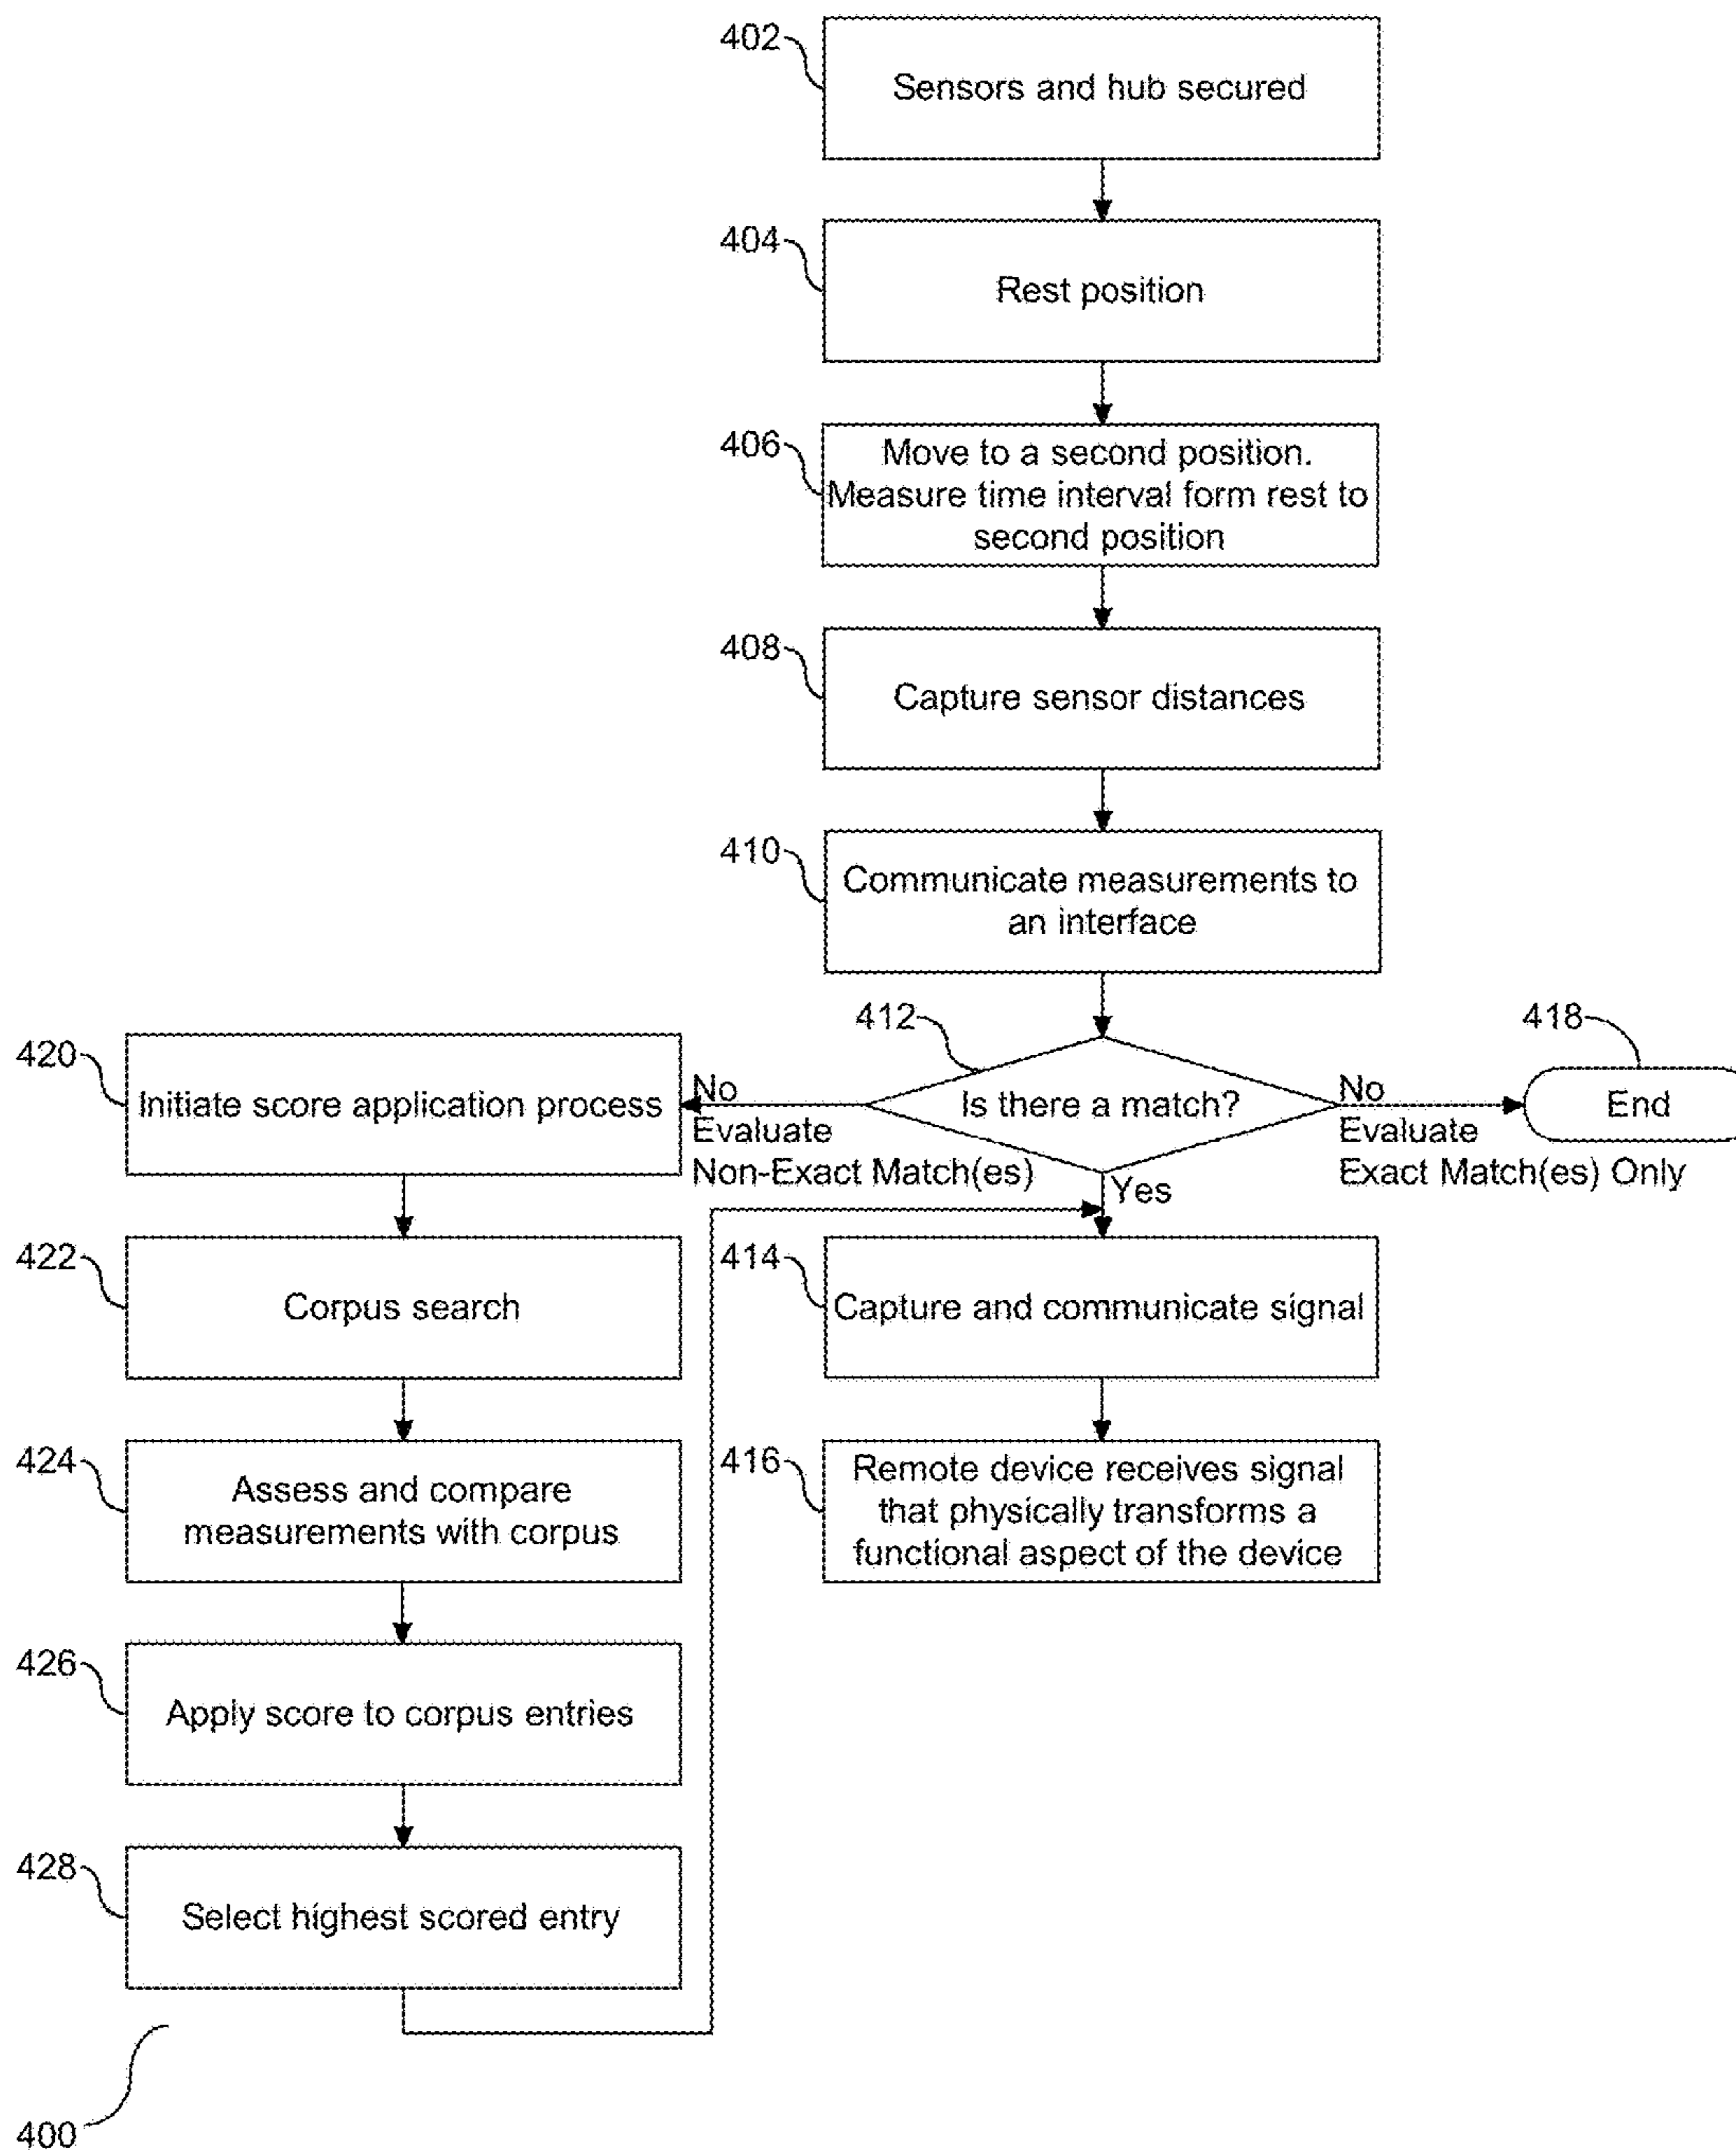 402
Sensors and hub secured
404
Rest position
406
Move to a second position.
Measure time interval form rest to
second position
408
Capture sensor distances
410
Communicate measurements to
an interface
412
Is there a match?
418
End
No
Evaluate
Exact Match(es) Only
No
Evaluate
Non-Exact Match(es)
Yes
414
Capture and communicate signal
416
Remote device receives signal
that physically transforms a
functional aspect of the device
420
Initiate score application process
422
Corpus search
424
Assess and compare
measurements with corpus
426
Apply score to corpus entries
428
Select highest scored entry
400